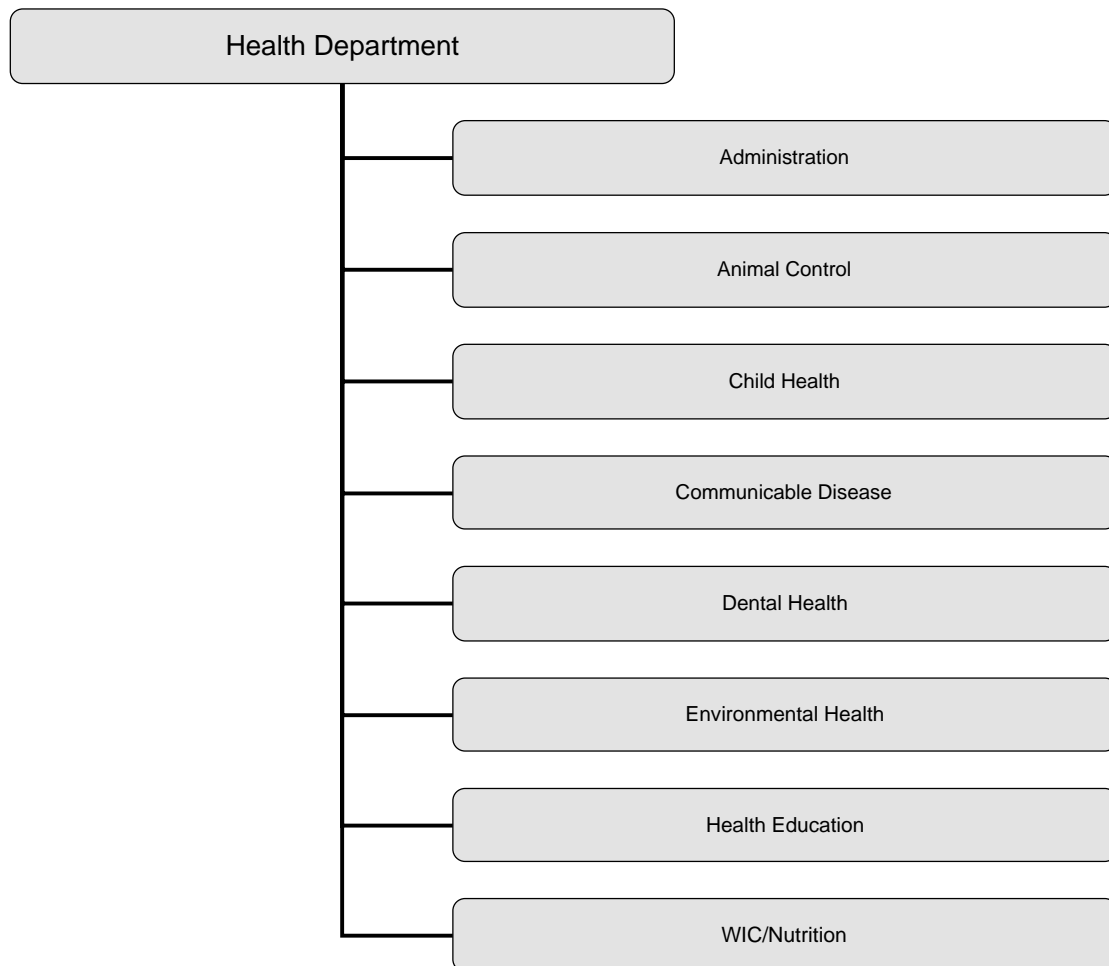 Health Department
Administration
Animal Control
Child Health
Communicable Disease
Dental Health
Environmental Health
Health Education
WIC/Nutrition